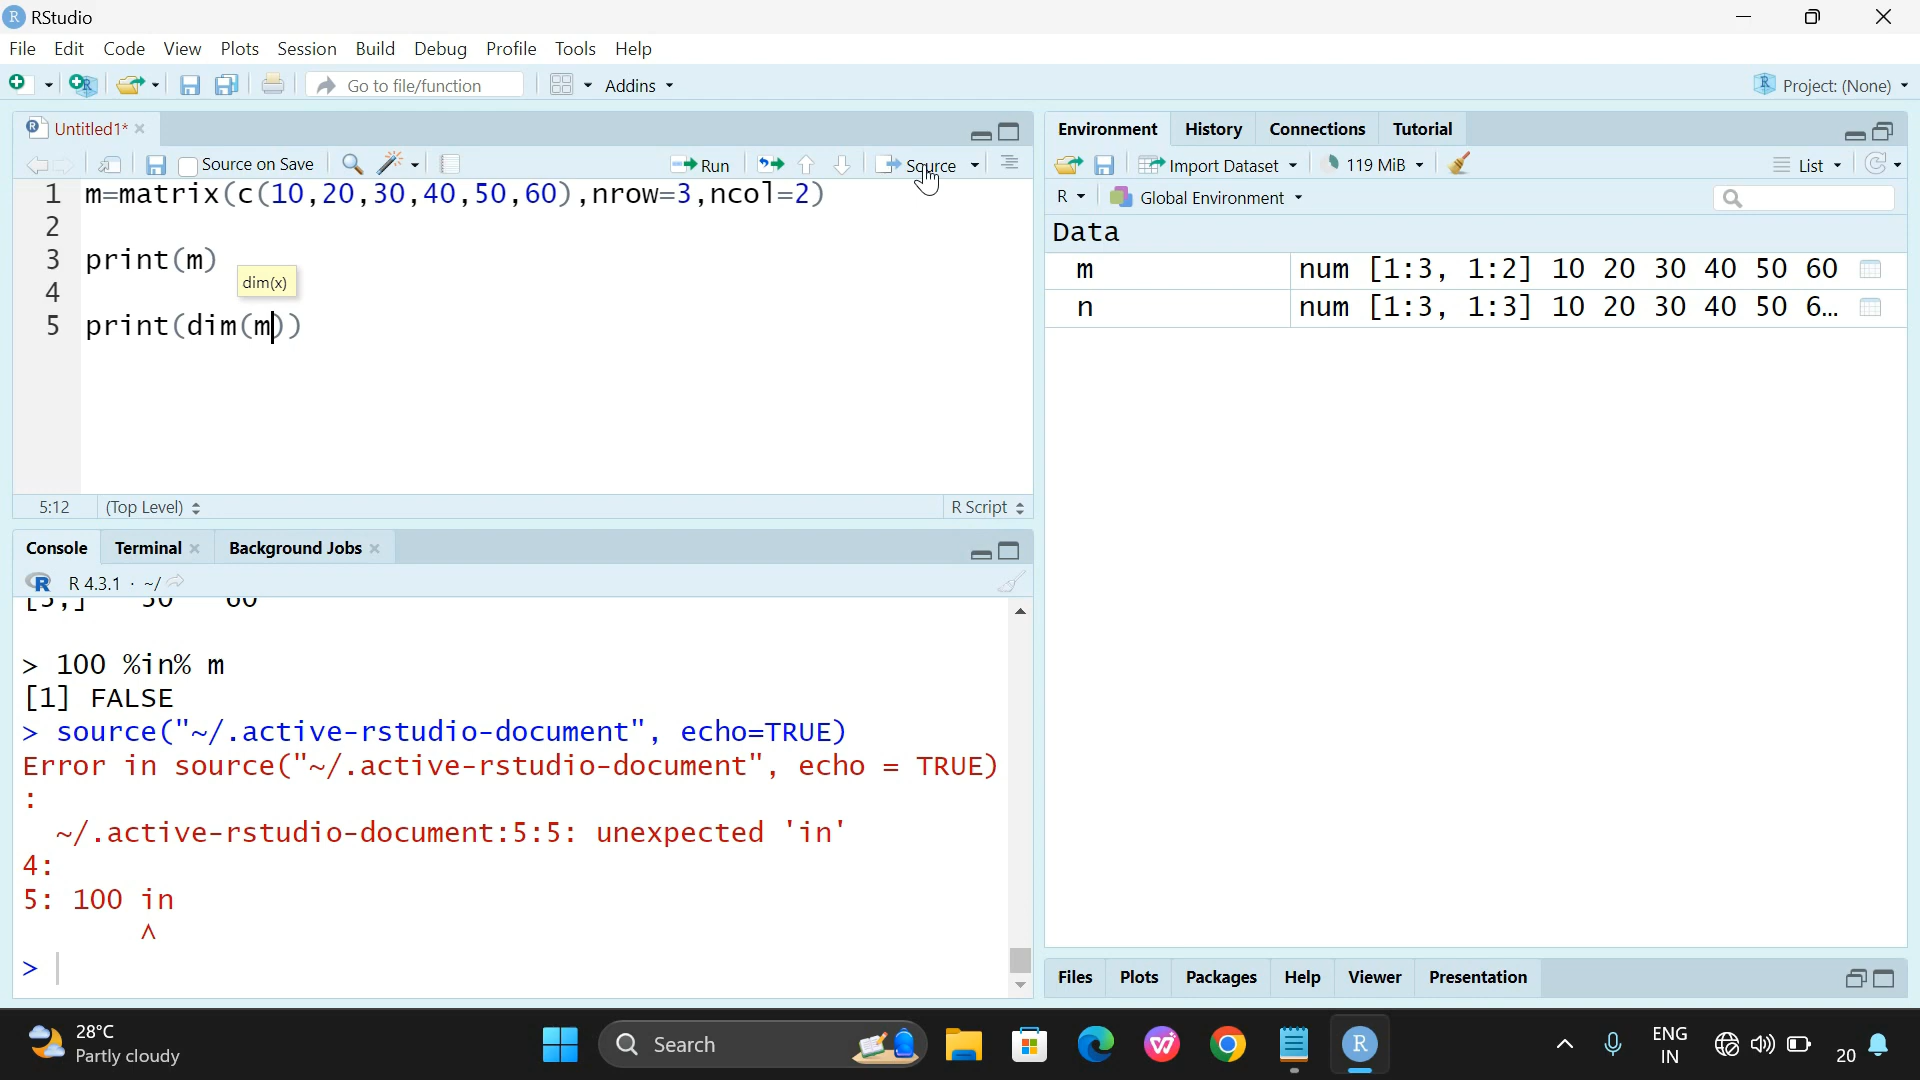 RStudio
File Edit Code View Plots Session Build Debug Profile Tools Help
Go to file/function Addins Project: (None)
Untitled1*
Source on Save Run Source
1 m=matrix(c(10,20,30,40,50,60),nrow=3,ncol=2)
2
3 print(m)
dim(x)
4
5 print(dim(m))
5:12 (Top Level) R Script
Console Terminal Background Jobs
R 4.3.1 · ~/
[3,] 30 60
> 100 %in% m
[1] FALSE
> source("~/.active-rstudio-document", echo=TRUE)
Error in source("~/.active-rstudio-document", echo = TRUE)
:
~/.active-rstudio-document:5:5: unexpected 'in'
4:
5: 100 in
^
>
Environment History Connections Tutorial
Import Dataset 119 MiB List
R Global Environment
Data
m num [1:3, 1:2] 10 20 30 40 50 60
n num [1:3, 1:3] 10 20 30 40 50 6…
Files Plots Packages Help Viewer Presentation
28°C
Partly cloudy
Search
ENG
IN
20